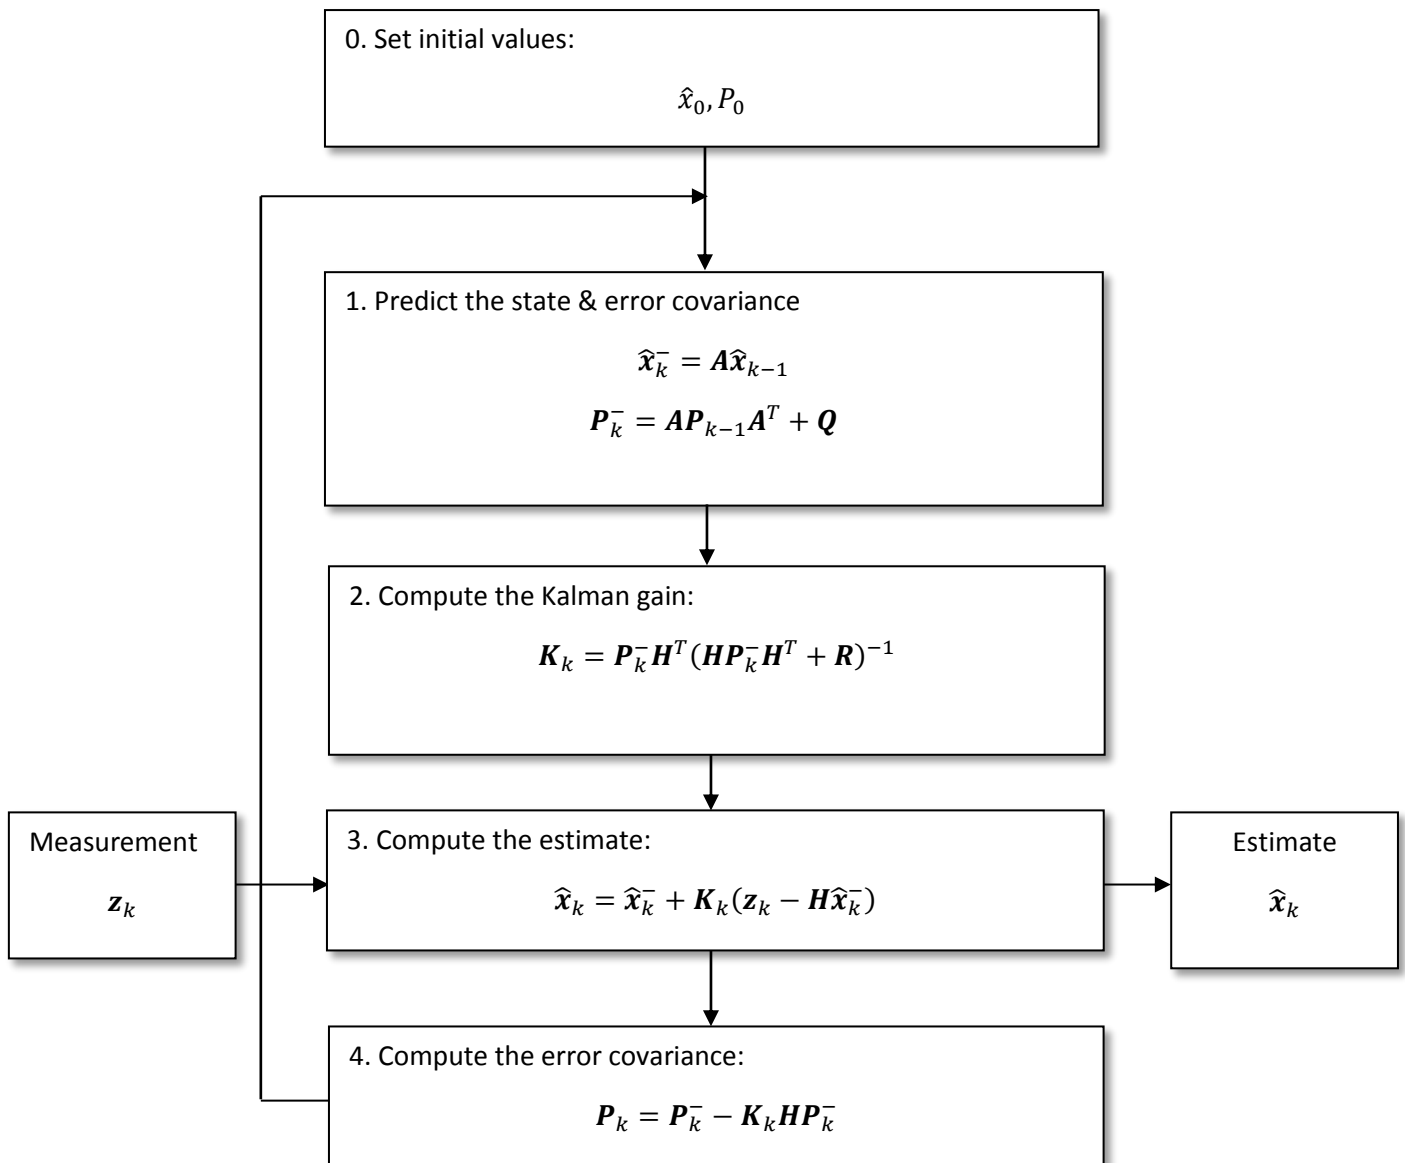 0. Set initial values:
x̂₀, P₀
1. Predict the state & error covariance
x̂ₖ⁻ = Ax̂ₖ₋₁
Pₖ⁻ = APₖ₋₁Aᵀ + Q
2. Compute the Kalman gain:
Kₖ = Pₖ⁻Hᵀ(HPₖ⁻Hᵀ + R)⁻¹
Measurement
zₖ
3. Compute the estimate:
x̂ₖ = x̂ₖ⁻ + Kₖ(zₖ − Hx̂ₖ⁻)
Estimate
x̂ₖ
4. Compute the error covariance:
Pₖ = Pₖ⁻ − KₖHPₖ⁻